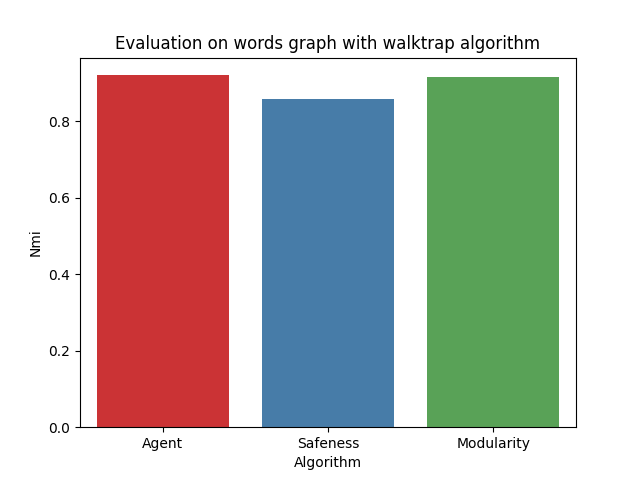 Evaluation on words graph with walktrap algorithm
Nmi
0.8
0.6
0.4
0.2
0.0
Agent
Safeness
Modularity
Algorithm